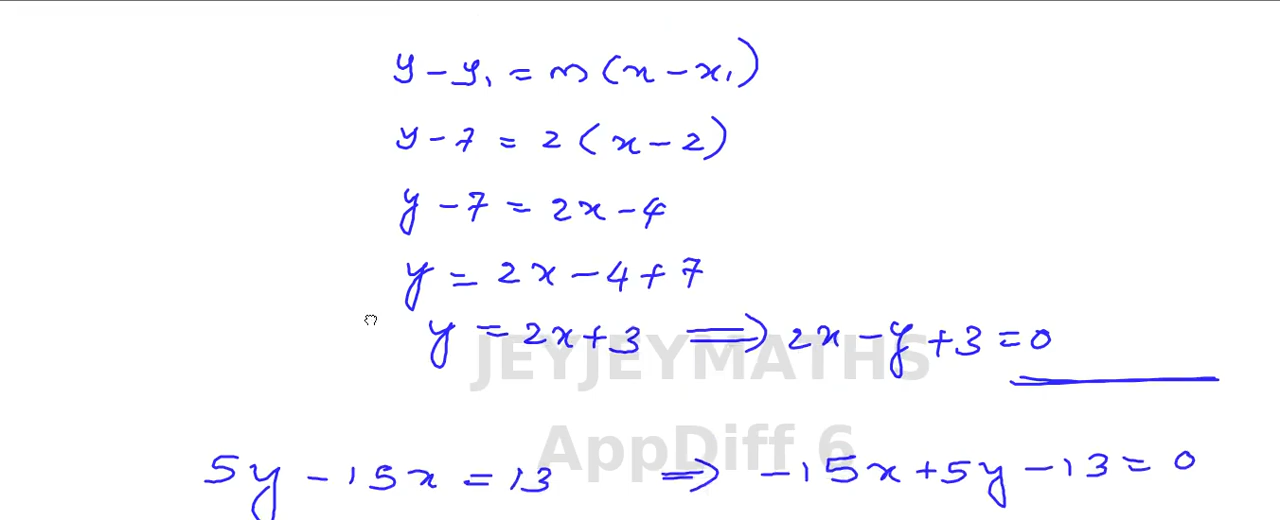 y - y₁ = m(x - x₁)
y - 7 = 2(x - 2)
y - 7 = 2x - 4
y = 2x - 4 + 7
y = 2x + 3 ⟹ 2x - y + 3 = 0
JEYJEYMATHS
AppDiff 6
5y - 15x = 13 ⟹ -15x + 5y - 13 = 0